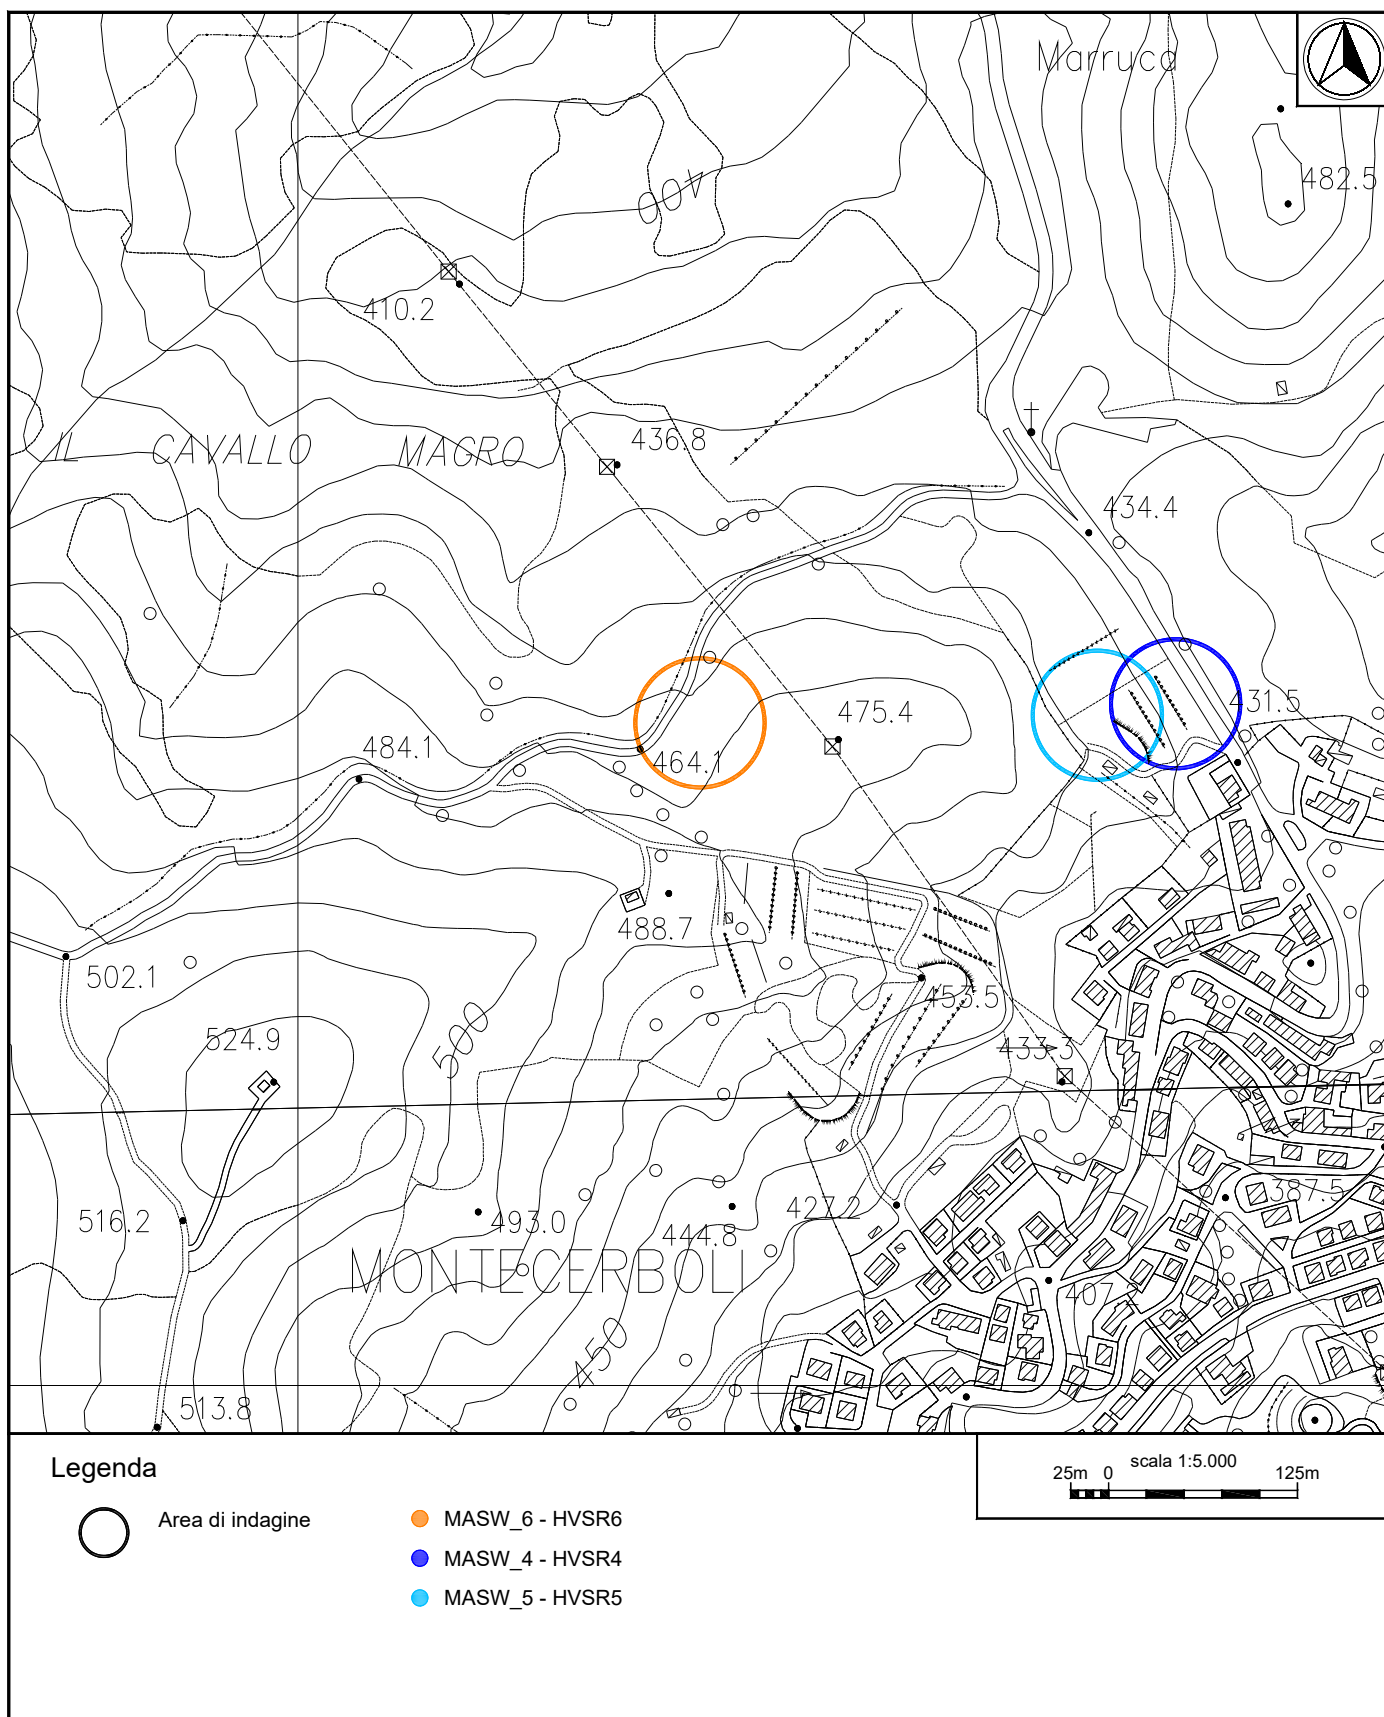 Marruca
482.5
400
410.2
IL CAVALLO MAGRO
436.8
434.4
431.5
475.4
464.1
484.1
488.7
502.1
453.5
500
524.9
433.3
516.2
493.0
444.8
427.2
387.5
MONTECERBOLI
407.2
450
513.8
Legenda
Area di indagine
MASW_6 - HVSR6
MASW_4 - HVSR4
MASW_5 - HVSR5
scala 1:5.000
25m 0 125m